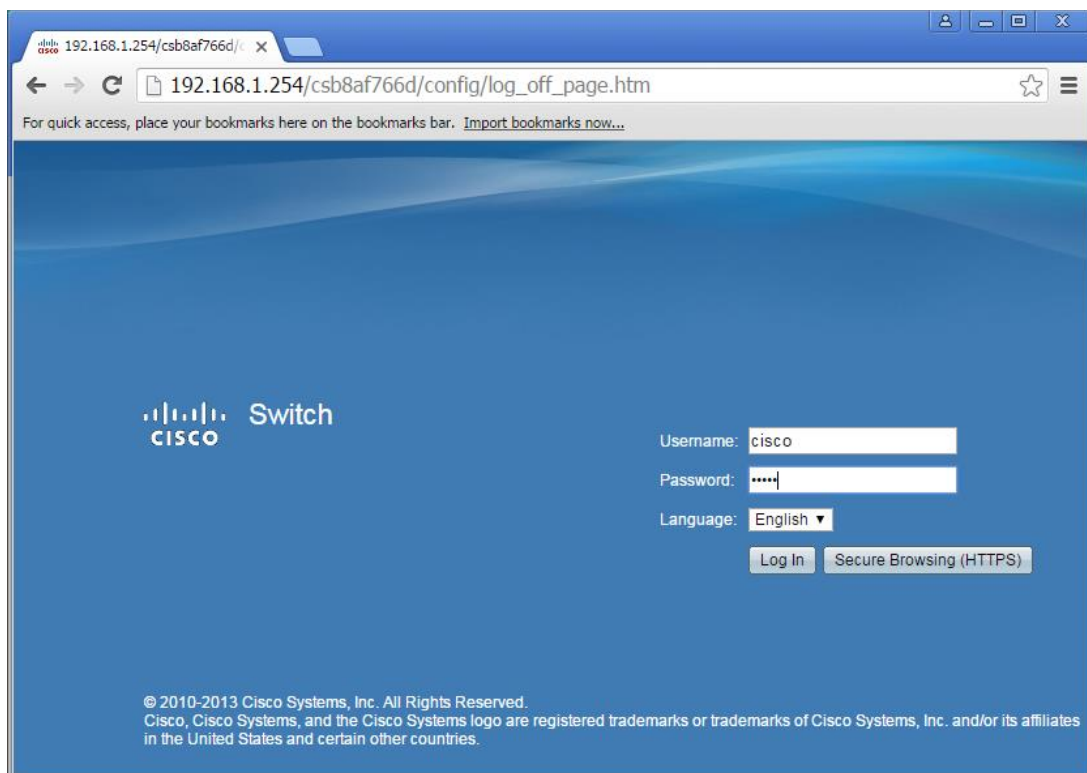 192.168.1.254/csb8af766d/c
192.168.1.254/csb8af766d/config/log_off_page.htm
For quick access, place your bookmarks here on the bookmarks bar. Import bookmarks now...
CISCO Switch
Username: cisco
Password: •••••
Language: English
Log In Secure Browsing (HTTPS)
© 2010-2013 Cisco Systems, Inc. All Rights Reserved.
Cisco, Cisco Systems, and the Cisco Systems logo are registered trademarks or trademarks of Cisco Systems, Inc. and/or its affiliates
in the United States and certain other countries.